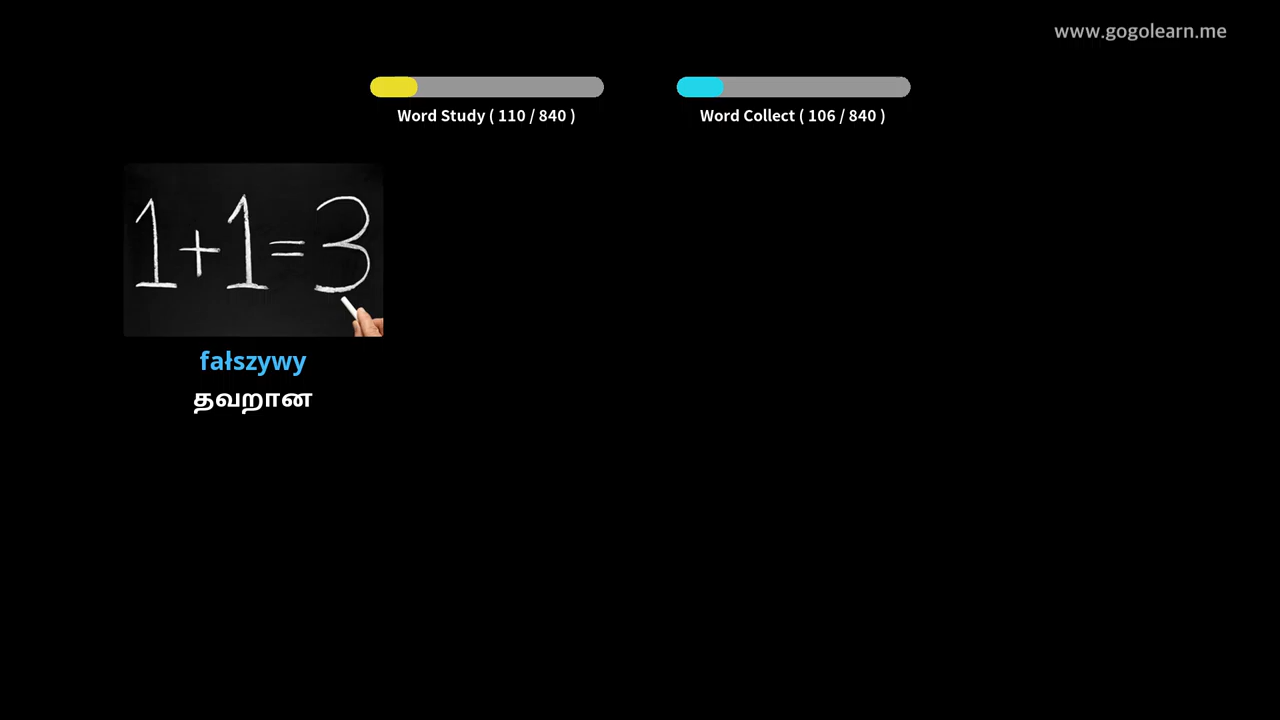 www.gogolearn.me
Word Study ( 110 / 840 )
Word Collect ( 106 / 840 )
1+1=3
fałszywy
தவறான